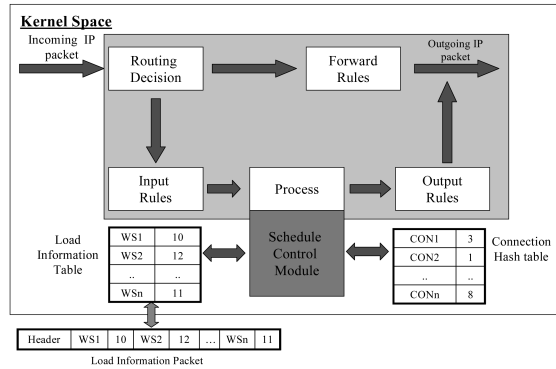 Kernel Space
Incoming IP
packet
Routing
Decision
Forward
Rules
Outgoing IP
packet
Input
Rules
Process
Output
Rules
Load
Information
Table
WS1 10
WS2 12
.. ..
WSn 11
Schedule
Control
Module
CON1 3
CON2 1
.. ..
CONn 8
Connection
Hash table
Header WS1 10 WS2 12 ... WSn 11
Load Information Packet